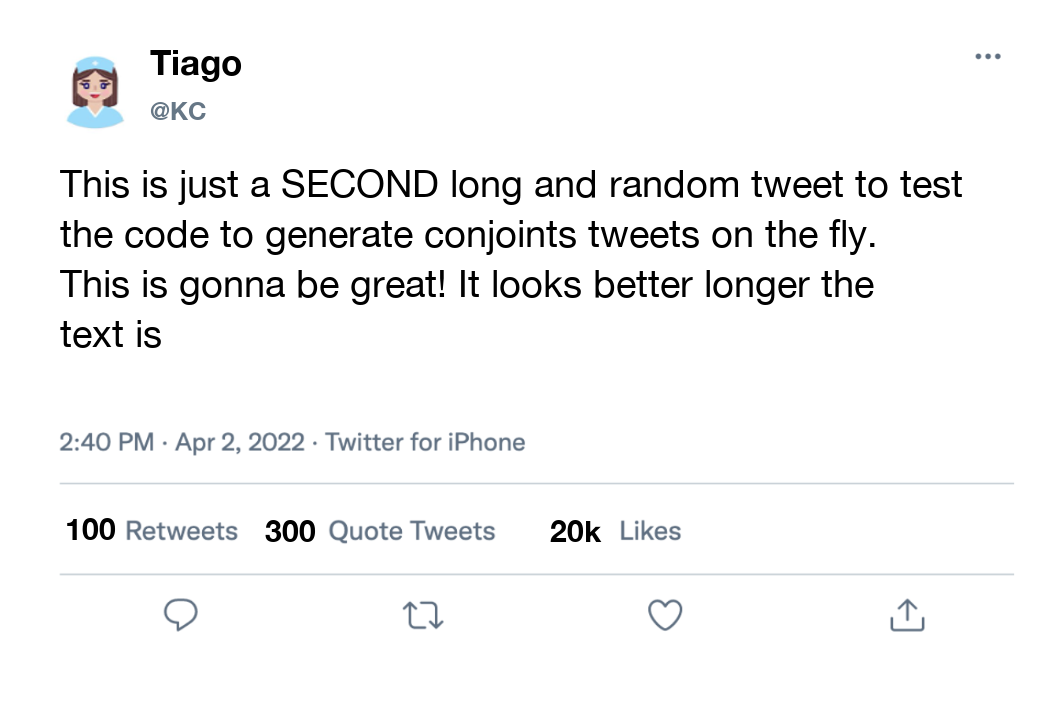 Tiago
@KC
This is just a SECOND long and random tweet to test
the code to generate conjoints tweets on the fly.
This is gonna be great! It looks better longer the
text is
2:40 PM · Apr 2, 2022 · Twitter for iPhone
100 Retweets 300 Quote Tweets 20k Likes